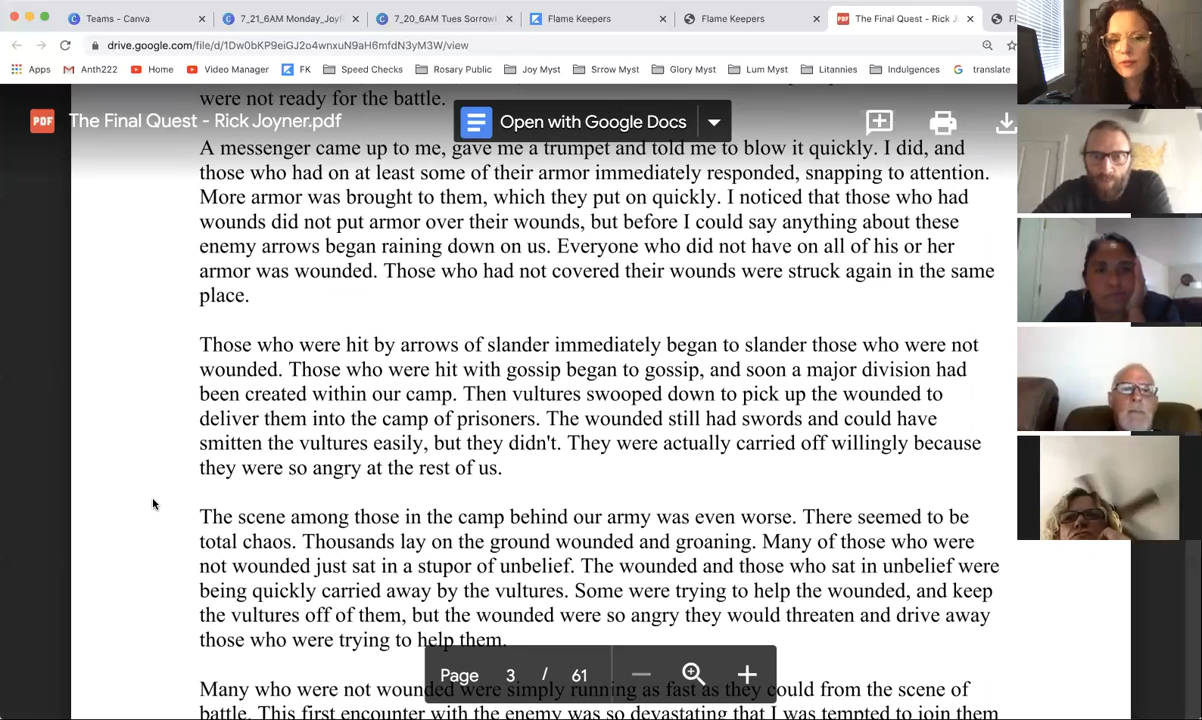 Teams - Canva
7_21_6AM Monday_Joyf
7_20_6AM Tues Sorrow
Flame Keepers
Flame Keepers
The Final Quest - Rick J
drive.google.com/file/d/1Dw0bKP9eiGJ2o4wnxuN9aH6mfdN3yM3W/view
Apps
Anth222
Home
Video Manager
FK
Speed Checks
Rosary Public
Joy Myst
Srrow Myst
Glory Myst
Lum Myst
Litannies
Indulgences
translate
were not ready for the battle.
PDF
The Final Quest - Rick Joyner.pdf
Open with Google Docs
A messenger came up to me, gave me a trumpet and told me to blow it quickly. I did, and
those who had on at least some of their armor immediately responded, snapping to attention.
More armor was brought to them, which they put on quickly. I noticed that those who had
wounds did not put armor over their wounds, but before I could say anything about these
enemy arrows began raining down on us. Everyone who did not have on all of his or her
armor was wounded. Those who had not covered their wounds were struck again in the same
place.
Those who were hit by arrows of slander immediately began to slander those who were not
wounded. Those who were hit with gossip began to gossip, and soon a major division had
been created within our camp. Then vultures swooped down to pick up the wounded to
deliver them into the camp of prisoners. The wounded still had swords and could have
smitten the vultures easily, but they didn't. They were actually carried off willingly because
they were so angry at the rest of us.
The scene among those in the camp behind our army was even worse. There seemed to be
total chaos. Thousands lay on the ground wounded and groaning. Many of those who were
not wounded just sat in a stupor of unbelief. The wounded and those who sat in unbelief were
being quickly carried away by the vultures. Some were trying to help the wounded, and keep
the vultures off of them, but the wounded were so angry they would threaten and drive away
those who were trying to help them.
Page 3 / 61
Many who were not wounded were simply running as fast as they could from the scene of
battle. This first encounter with the enemy was so devastating that I was tempted to join them